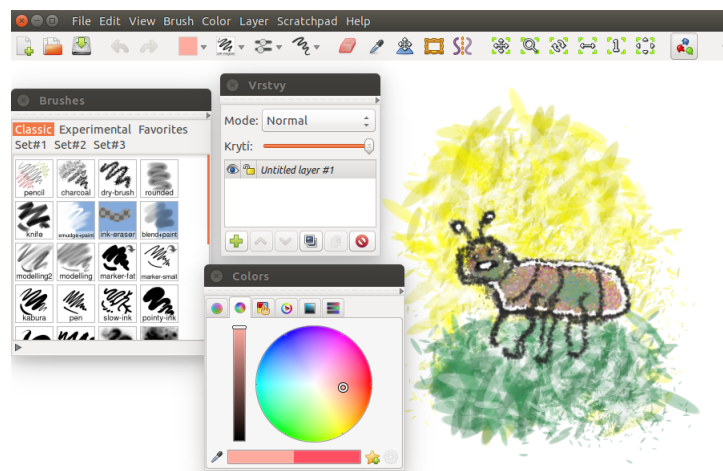 File Edit View Brush Color Layer Scratchpad Help
Brushes
Classic Experimental Favorites
Set#1 Set#2 Set#3
pencil charcoal dry-brush rounded
knife smudge+paint ink-eraser blend+paint
modelling2 modelling marker-fat marker-small
kabura pen slow-ink pointy-ink
Vrstvy
Mode: Normal
Krytí:
Untitled layer #1
Colors